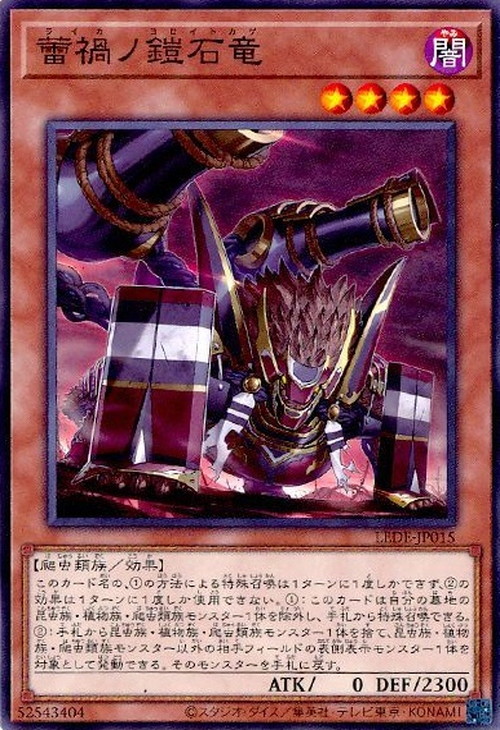 ライカ ヨセイトカゲ
蕾禍ノ鎧石竜
やみ
闇
LEDE-JP015
【爬虫類族／効果】
このカード名の、①の方法による特殊召喚は1ターンに1度しかできず、②の
効果は1ターンに1度しか使用できない。①：このカードは自分の墓地の
昆虫族・植物族・爬虫類族モンスター1体を除外し、手札から特殊召喚できる。
②：手札から昆虫族・植物族・爬虫類族モンスター1体を捨て、昆虫族・植物
族・爬虫類族モンスター以外の相手フィールドの表側表示モンスター1体を
対象として発動できる。そのモンスターを手札に戻す。
ATK/ 0 DEF/2300
52543404 ©スタジオ・ダイス／集英社・テレビ東京・KONAMI